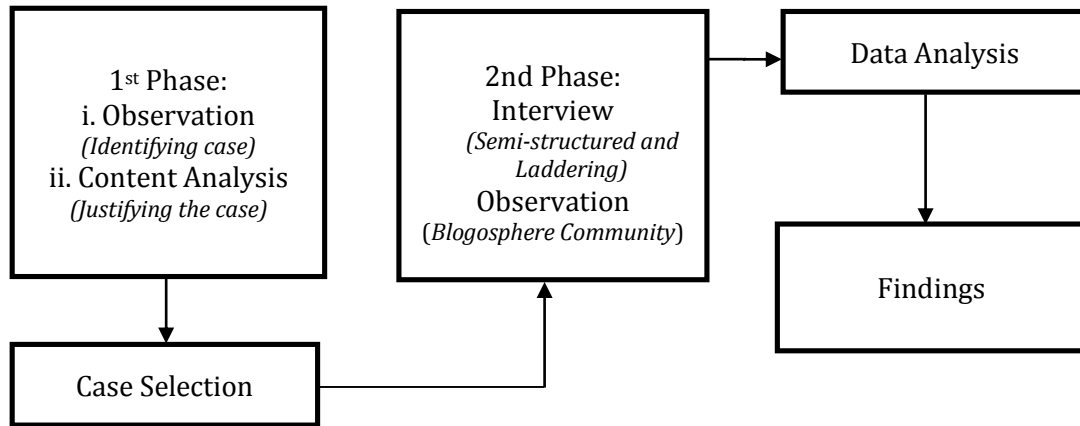 1st Phase:
i. Observation
(Identifying case)
ii. Content Analysis
(Justifying the case)
Case Selection
2nd Phase:
Interview
(Semi-structured and
Laddering)
Observation
(Blogosphere Community)
Data Analysis
Findings